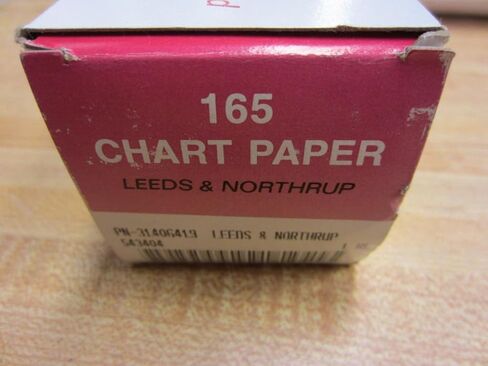 165
CHART PAPER
LEEDS & NORTHRUP
PN-31406419 LEEDS & NORTHRUP
543404